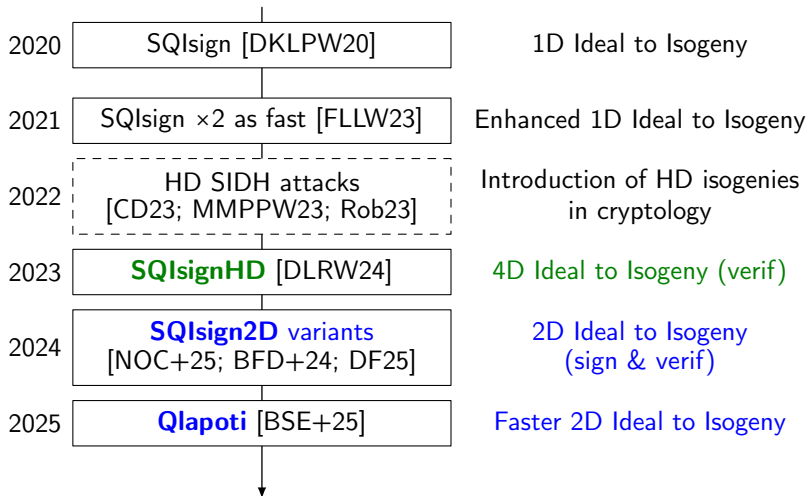 2020 SQIsign [DKLPW20] 1D Ideal to Isogeny
2021 SQIsign ×2 as fast [FLLW23] Enhanced 1D Ideal to Isogeny
2022 HD SIDH attacks
[CD23; MMPPW23; Rob23] Introduction of HD isogenies
in cryptology
2023 SQIsignHD [DLRW24] 4D Ideal to Isogeny (verif)
2024 SQIsign2D variants
[NOC+25; BFD+24; DF25] 2D Ideal to Isogeny
(sign & verif)
2025 Qlapoti [BSE+25] Faster 2D Ideal to Isogeny